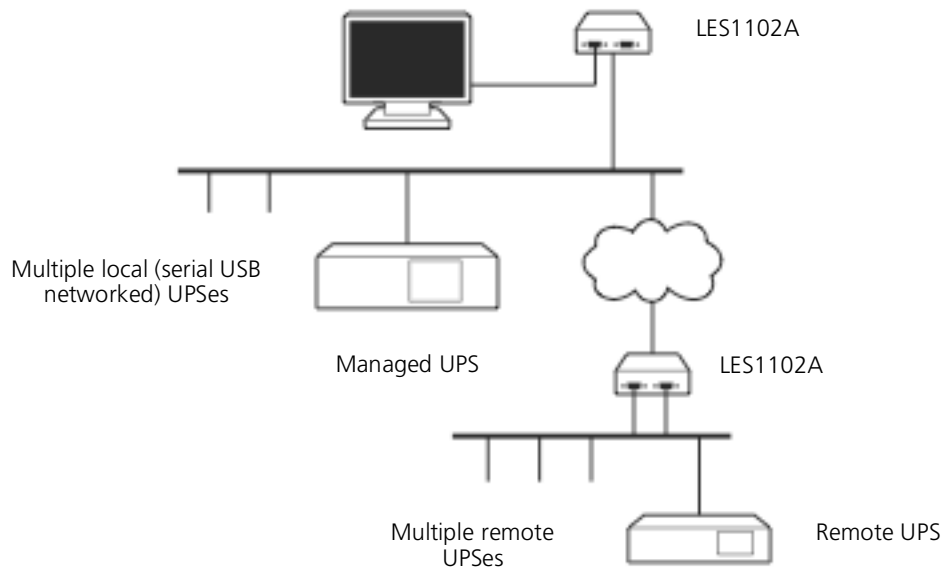 LES1102A
Multiple local (serial USB
networked) UPSes
Managed UPS
LES1102A
Multiple remote
UPSes
Remote UPS